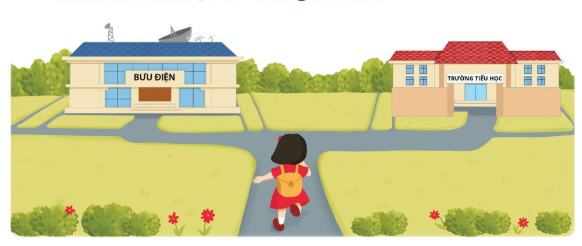 BƯU ĐIỆN
TRƯỜNG TIỂU HỌC